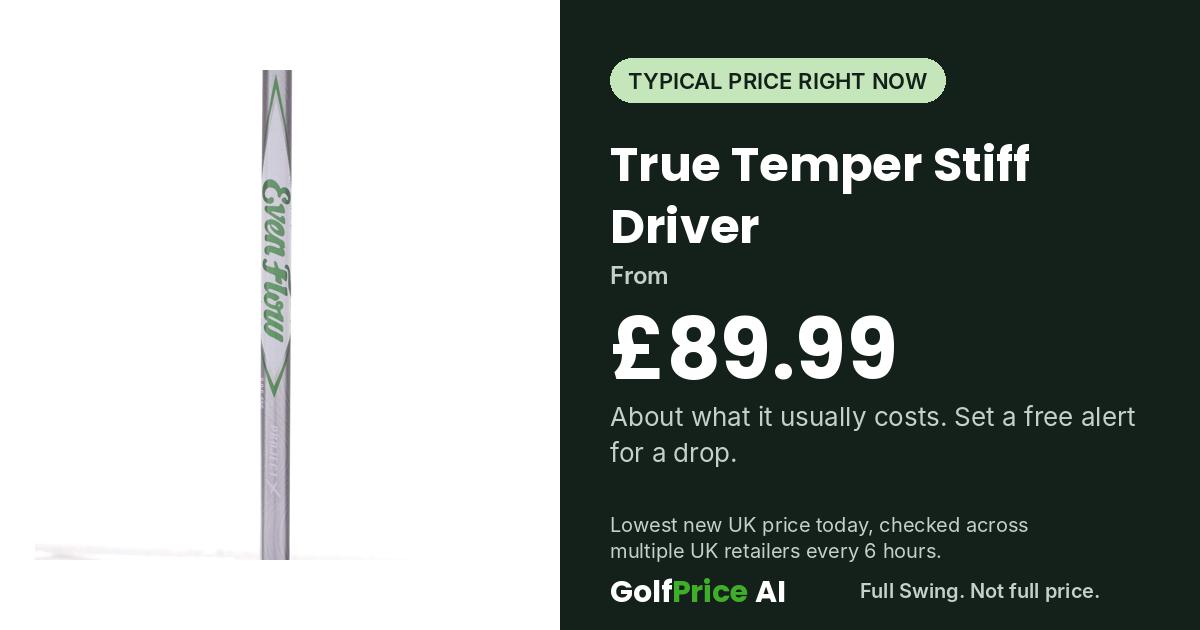 Even Flow
PROJECT X
TYPICAL PRICE RIGHT NOW
True Temper Stiff
Driver
From
£89.99
About what it usually costs. Set a free alert
for a drop.
Lowest new UK price today, checked across
multiple UK retailers every 6 hours.
GolfPrice AI
Full Swing. Not full price.